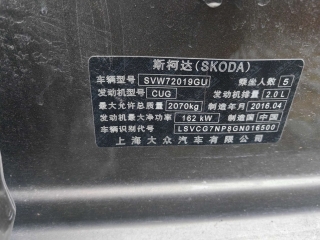 斯柯达(SKODA)
车辆型号 SVW72019GU 乘坐人数 5
发动机型号 CUG 发动机排量 2.0 L
最大允许总质量 2070kg 制造年月 2016.04
发动机最大净功率 162 kW 制造国 中国
车辆识别代号 LSVCG7NP8GN016500
上海大众汽车有限公司